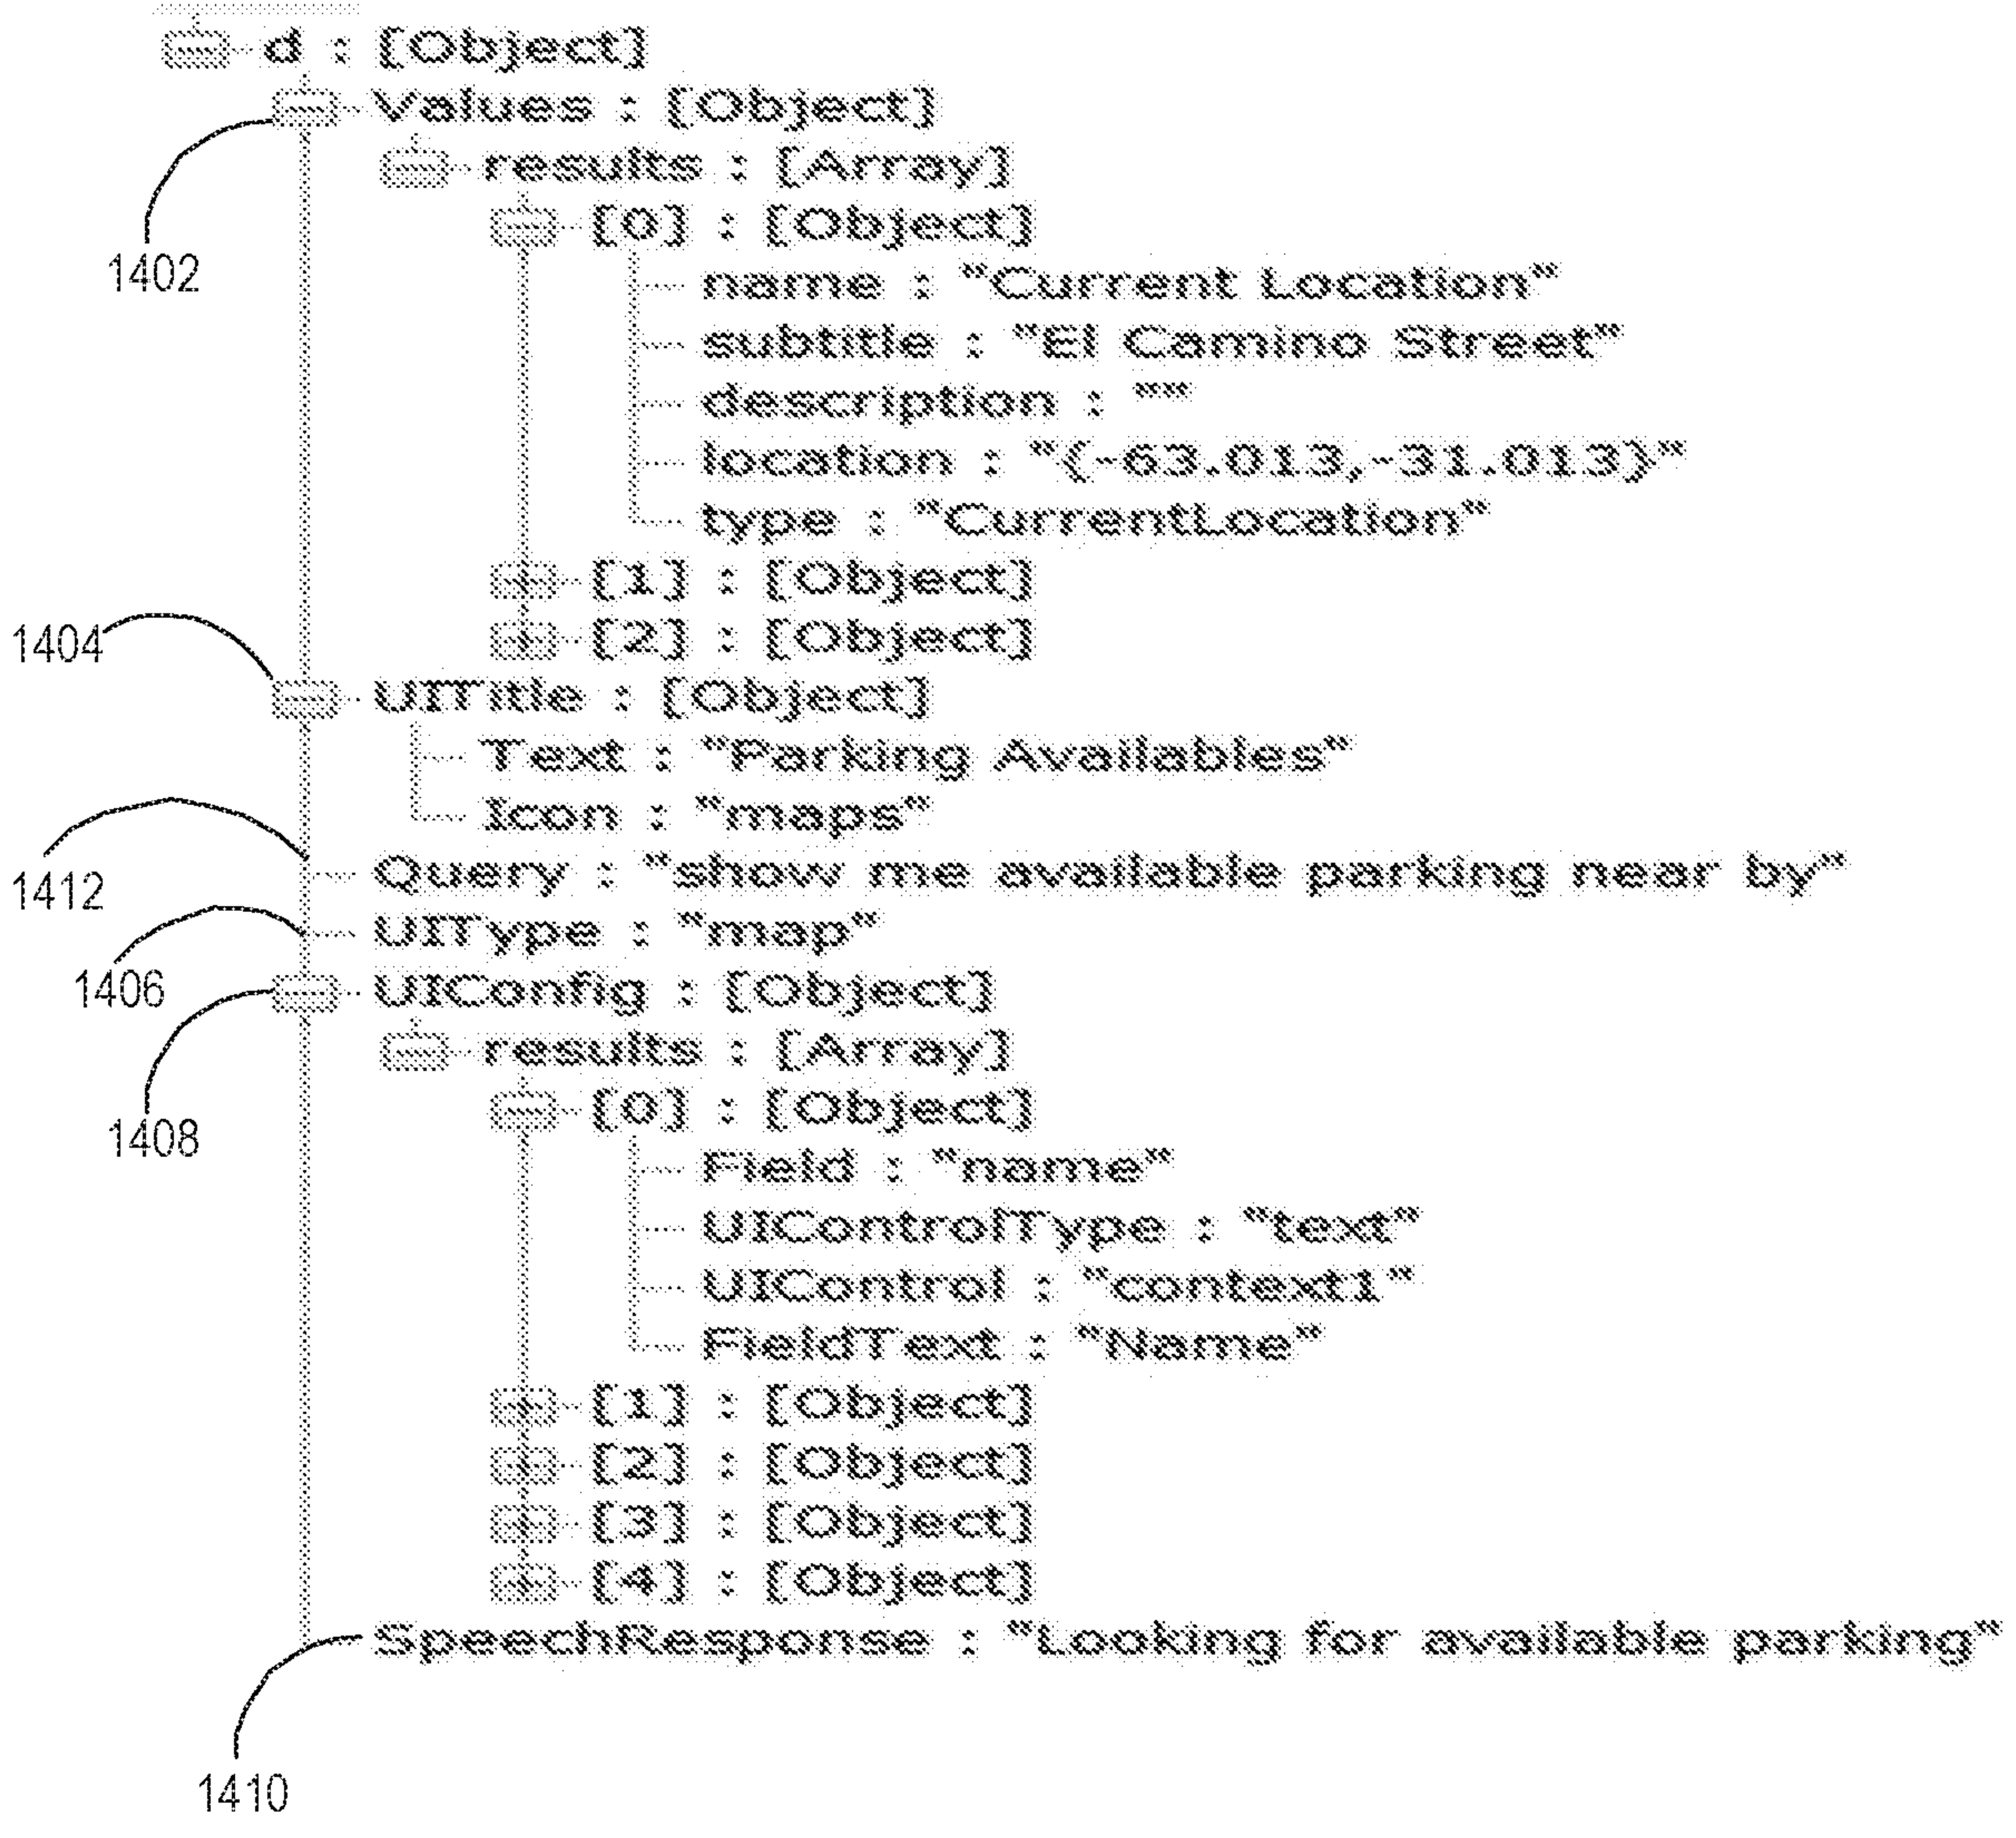 d : [Object]
Values : [Object]
results : [Array]
1402
[0] : [Object]
name : "Current Location"
subtitle : "El Camino Street"
description : ""
location : "{-63.013,-31.013}"
type : "CurrentLocation"
[1] : [Object]
1404
[2] : [Object]
UITitle : [Object]
Text : "Parking Availables"
Icon : "maps"
1412
Query : "show me available parking near by"
1406
UIType : "map"
1408
UIConfig : [Object]
results : [Array]
[0] : [Object]
Field : "name"
UIControlType : "text"
UIControl : "context1"
FieldText : "Name"
[1] : [Object]
[2] : [Object]
[3] : [Object]
[4] : [Object]
SpeechResponse : "Looking for available parking"
1410